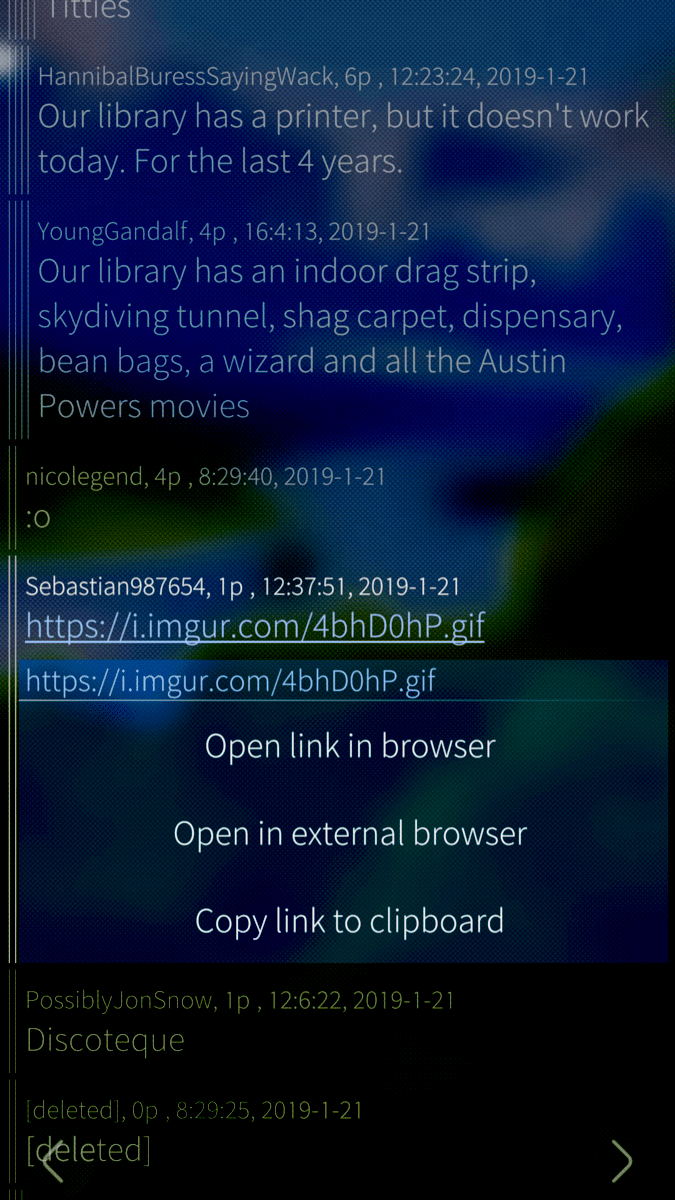 Titties
HannibalBuressSayingWack, 6p , 12:23:24, 2019-1-21
Our library has a printer, but it doesn't work
today. For the last 4 years.
YoungGandalf, 4p , 16:4:13, 2019-1-21
Our library has an indoor drag strip,
skydiving tunnel, shag carpet, dispensary,
bean bags, a wizard and all the Austin
Powers movies
nicolegend, 4p , 8:29:40, 2019-1-21
:o
Sebastian987654, 1p , 12:37:51, 2019-1-21
https://i.imgur.com/4bhD0hP.gif
https://i.imgur.com/4bhD0hP.gif
Open link in browser
Open in external browser
Copy link to clipboard
PossiblyJonSnow, 1p , 12:6:22, 2019-1-21
Discoteque
[deleted], 0p , 8:29:25, 2019-1-21
[deleted]